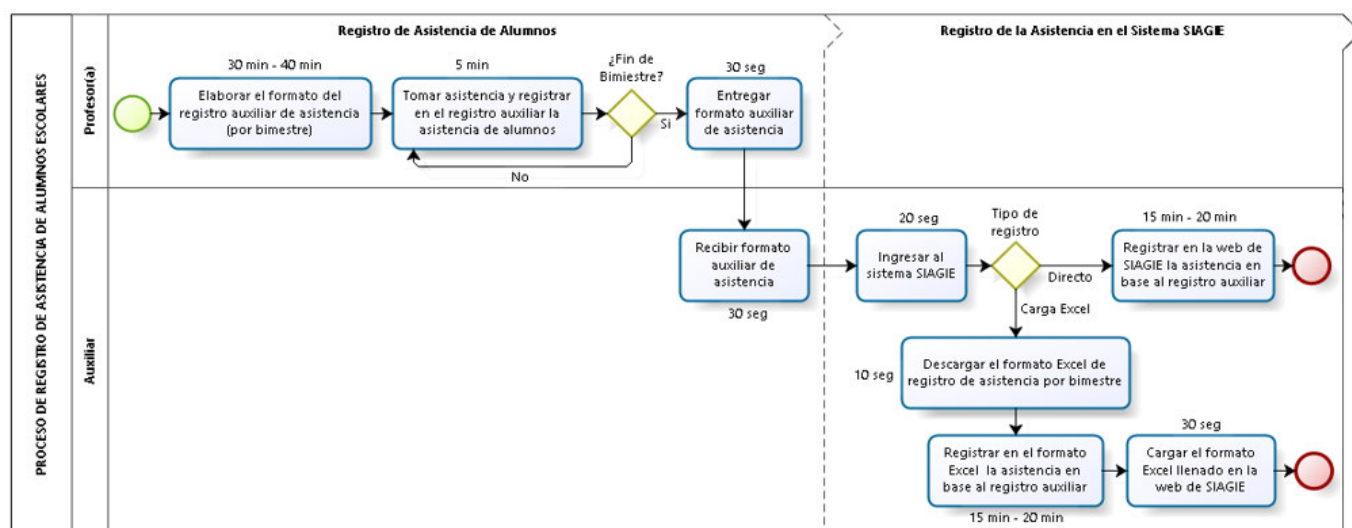 PROCESO DE REGISTRO DE ASISTENCIA DE ALUMNOS ESCOLARES
Registro de Asistencia de Alumnos
Registro de la Asistencia en el Sistema SIAGIE
Profesor(a)
30 min - 40 min
Elaborar el formato del
registro auxiliar de asistencia
(por bimestre)
5 min
Tomar asistencia y registrar
en el registro auxiliar la
asistencia de alumnos
¿Fin de
Bimiestre?
Si
No
30 seg
Entregar
formato auxiliar
de asistencia
Auxiliar
Recibir formato
auxiliar de
asistencia
30 seg
20 seg
Ingresar al
sistema SIAGIE
Tipo de
registro
Directo
Carga Excel
15 min - 20 min
Registrar en la web de
SIAGIE la asistencia en
base al registro auxiliar
10 seg
Descargar el formato Excel de
registro de asistencia por bimestre
Registrar en el formato
Excel la asistencia en
base al registro auxiliar
15 min - 20 min
30 seg
Cargar el formato
Excel llenado en la
web de SIAGIE